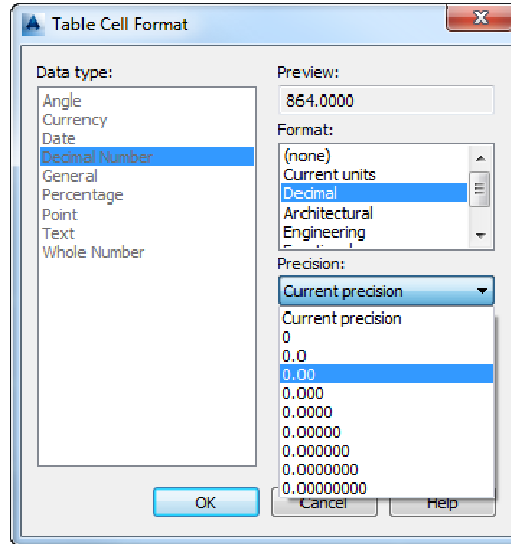 Table Cell Format
Data type:
Angle
Currency
Date
Decimal Number
General
Percentage
Point
Text
Whole Number
Preview:
864.0000
Format:
(none)
Current units
Decimal
Architectural
Engineering
Precision:
Current precision
Current precision
0
0.0
0.00
0.000
0.0000
0.00000
0.000000
0.0000000
0.00000000
OK
Cancel
Help